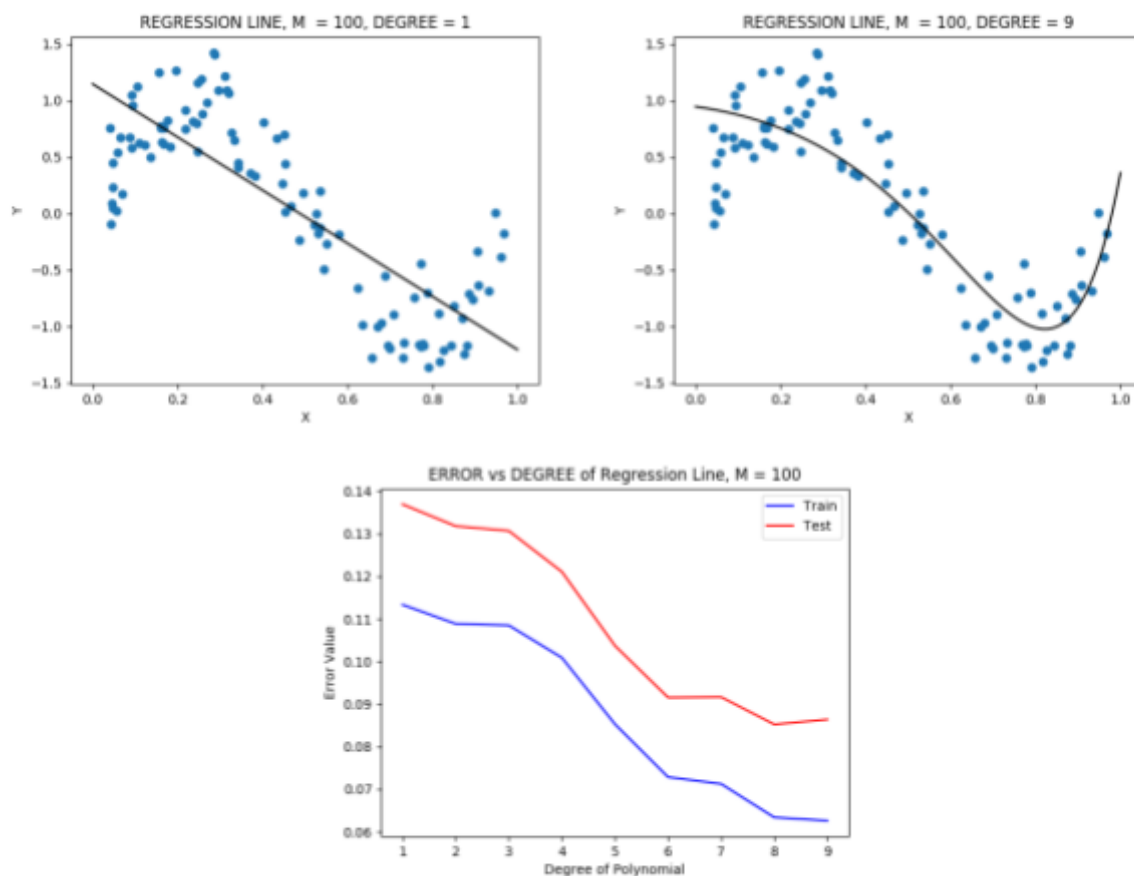 REGRESSION LINE, M = 100, DEGREE = 1
1.5
1.0
0.5
0.0
−0.5
−1.0
−1.5
Y
0.0 0.2 0.4 0.6 0.8 1.0
X
REGRESSION LINE, M = 100, DEGREE = 9
1.5
1.0
0.5
0.0
−0.5
−1.0
−1.5
Y
0.0 0.2 0.4 0.6 0.8 1.0
X
ERROR vs DEGREE of Regression Line, M = 100
Train
Test
0.14
0.13
0.12
0.11
0.10
0.09
0.08
0.07
0.06
Error Value
1 2 3 4 5 6 7 8 9
Degree of Polynomial